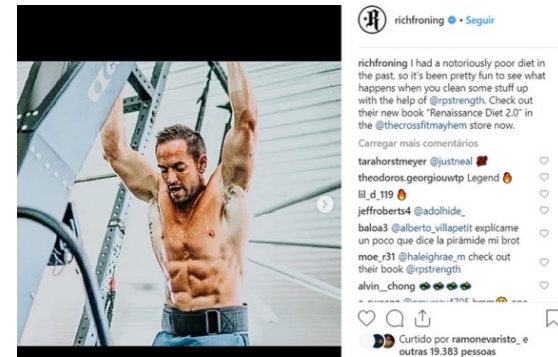 richfroning • Seguir
richfroning I had a notoriously poor diet in
the past, so it's been pretty fun to see what
happens when you clean some stuff up
with the help of @rpstrength. Check out
their new book "Renaissance Diet 2.0" in
the @thecrossfitmayhem store now.
Carregar mais comentários
tarahorstmeyer @justneal
theodoros.georgiouwtp Legend 🔥
lil_d_119 🔥
jeffroberts4 @adolhide_
baloa3 @alberto_villapetit explícame
un poco que dice la pirámide mi brot
moe_r31 @haleighrae_m check out
their book @rpstrength
alvin__chong
Curtido por ramonevaristo_ e
outras 19.383 pessoas